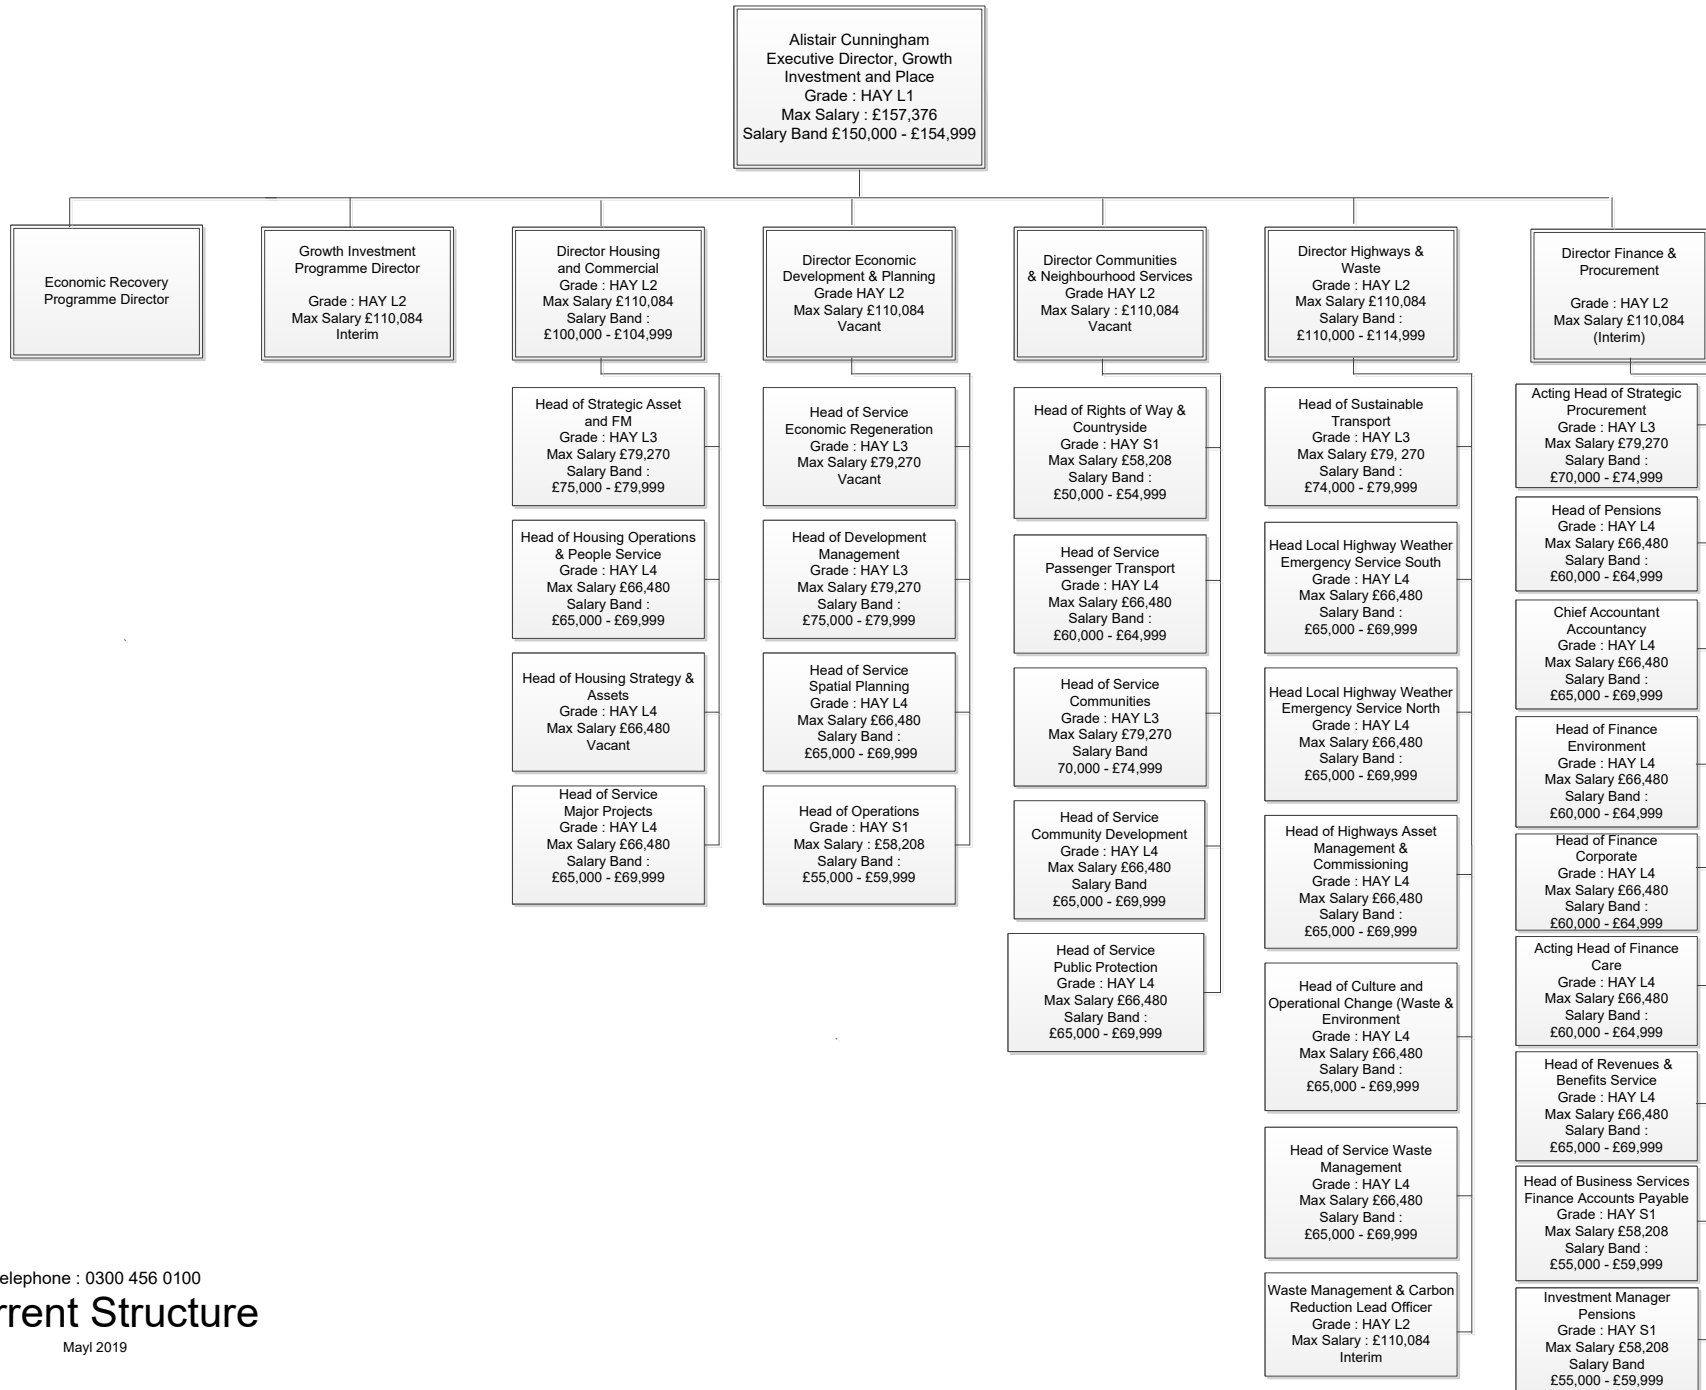 Alistair Cunningham
Executive Director, Growth
Investment and Place
Grade : HAY L1
Max Salary : £157,376
Salary Band £150,000 - £154,999
Economic Recovery
Programme Director
Growth Investment
Programme Director
Grade : HAY L2
Max Salary £110,084
Interim
Director Housing
and Commercial
Grade : HAY L2
Max Salary £110,084
Salary Band :
£100,000 - £104,999
Director Economic
Development & Planning
Grade HAY L2
Max Salary £110,084
Vacant
Director Communities
& Neighbourhood Services
Grade HAY L2
Max Salary : £110,084
Vacant
Director Highways &
Waste
Grade : HAY L2
Max Salary £110,084
Salary Band :
£110,000 - £114,999
Director Finance &
Procurement
Grade : HAY L2
Max Salary £110,084
(Interim)
Head of Strategic Asset
and FM
Grade : HAY L3
Max Salary £79,270
Salary Band :
£75,000 - £79,999
Head of Housing Operations
& People Service
Grade : HAY L4
Max Salary £66,480
Salary Band :
£65,000 - £69,999
Head of Housing Strategy &
Assets
Grade : HAY L4
Max Salary £66,480
Vacant
Head of Service
Major Projects
Grade : HAY L4
Max Salary £66,480
Salary Band :
£65,000 - £69,999
Head of Service
Economic Regeneration
Grade : HAY L3
Max Salary £79,270
Vacant
Head of Development
Management
Grade : HAY L3
Max Salary £79,270
Salary Band :
£75,000 - £79,999
Head of Service
Spatial Planning
Grade : HAY L4
Max Salary £66,480
Salary Band :
£65,000 - £69,999
Head of Operations
Grade : HAY S1
Max Salary : £58,208
Salary Band :
£55,000 - £59,999
Head of Rights of Way &
Countryside
Grade : HAY S1
Max Salary £58,208
Salary Band :
£50,000 - £54,999
Head of Service
Passenger Transport
Grade : HAY L4
Max Salary £66,480
Salary Band :
£60,000 - £64,999
Head of Service
Communities
Grade : HAY L3
Max Salary £79,270
Salary Band
70,000 - £74,999
Head of Service
Community Development
Grade : HAY L4
Max Salary £66,480
Salary Band
£65,000 - £69,999
Head of Service
Public Protection
Grade : HAY L4
Max Salary £66,480
Salary Band :
£65,000 - £69,999
Head of Sustainable
Transport
Grade : HAY L3
Max Salary £79, 270
Salary Band :
£74,000 - £79,999
Head Local Highway Weather
Emergency Service South
Grade : HAY L4
Max Salary £66,480
Salary Band :
£65,000 - £69,999
Head Local Highway Weather
Emergency Service North
Grade : HAY L4
Max Salary £66,480
Salary Band :
£65,000 - £69,999
Head of Highways Asset
Management &
Commissioning
Grade : HAY L4
Max Salary £66,480
Salary Band :
£65,000 - £69,999
Head of Culture and
Operational Change (Waste &
Environment
Grade : HAY L4
Max Salary £66,480
Salary Band :
£65,000 - £69,999
Head of Service Waste
Management
Grade : HAY L4
Max Salary £66,480
Salary Band :
£65,000 - £69,999
Waste Management & Carbon
Reduction Lead Officer
Grade : HAY L2
Max Salary : £110,084
Interim
Acting Head of Strategic
Procurement
Grade : HAY L3
Max Salary £79,270
Salary Band :
£70,000 - £74,999
Head of Pensions
Grade : HAY L4
Max Salary £66,480
Salary Band :
£60,000 - £64,999
Chief Accountant
Accountancy
Grade : HAY L4
Max Salary £66,480
Salary Band :
£65,000 - £69,999
Head of Finance
Environment
Grade : HAY L4
Max Salary £66,480
Salary Band :
£60,000 - £64,999
Head of Finance
Corporate
Grade : HAY L4
Max Salary £66,480
Salary Band :
£60,000 - £64,999
Acting Head of Finance
Care
Grade : HAY L4
Max Salary £66,480
Salary Band :
£60,000 - £64,999
Head of Revenues &
Benefits Service
Grade : HAY L4
Max Salary £66,480
Salary Band :
£65,000 - £69,999
Head of Business Services
Finance Accounts Payable
Grade : HAY S1
Max Salary £58,208
Salary Band :
£55,000 - £59,999
Investment Manager
Pensions
Grade : HAY S1
Max Salary £58,208
Salary Band
£55,000 - £59,999
elephone : 0300 456 0100
rrent Structure
Mayl 2019